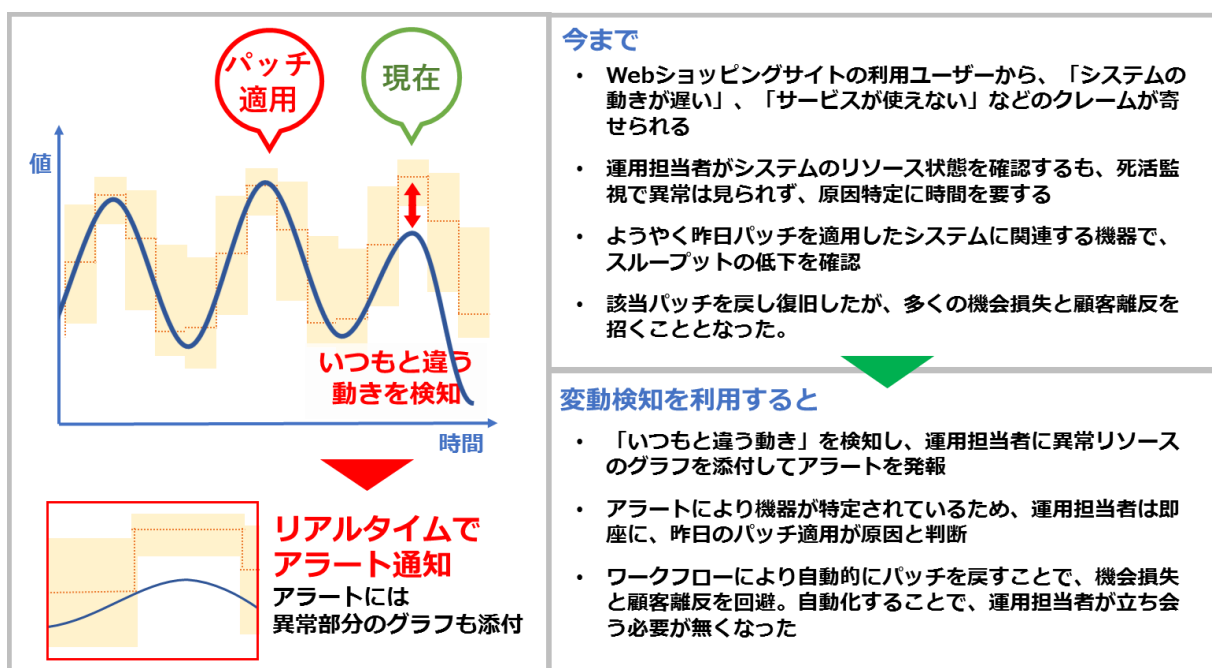 パッチ
適用
現在
値
いつもと違う
動きを検知
時間
リアルタイムで
アラート通知
アラートには
異常部分のグラフも添付
今まで
• Webショッピングサイトの利用ユーザーから、「システムの
動きが遅い」、「サービスが使えない」などのクレームが寄
せられる
• 運用担当者がシステムのリソース状態を確認するも、死活監
視で異常は見られず、原因特定に時間を要する
• ようやく昨日パッチを適用したシステムに関連する機器で、
スループットの低下を確認
• 該当パッチを戻し復旧したが、多くの機会損失と顧客離反を
招くこととなった。
変動検知を利用すると
• 「いつもと違う動き」を検知し、運用担当者に異常リソース
のグラフを添付してアラートを発報
• アラートにより機器が特定されているため、運用担当者は即
座に、昨日のパッチ適用が原因と判断
• ワークフローにより自動的にパッチを戻すことで、機会損失
と顧客離反を回避。自動化することで、運用担当者が立ち会
う必要が無くなった